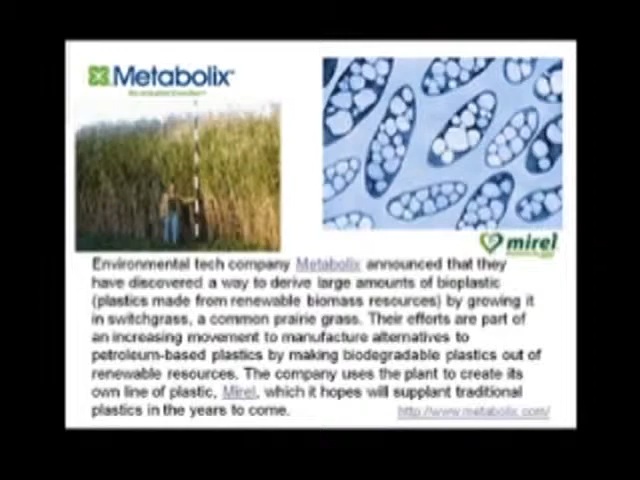 Metabolix
mirel
Environmental tech company Metabolix announced that they
have discovered a way to derive large amounts of bioplastic
(plastics made from renewable biomass resources) by growing it
in switchgrass, a common prairie grass. Their efforts are part of
an increasing movement to manufacture alternatives to
petroleum-based plastics by making biodegradable plastics out of
renewable resources. The company uses the plant to create its
own line of plastic, Mirel, which it hopes will supplant traditional
plastics in the years to come.
http://www.metabolix.com/